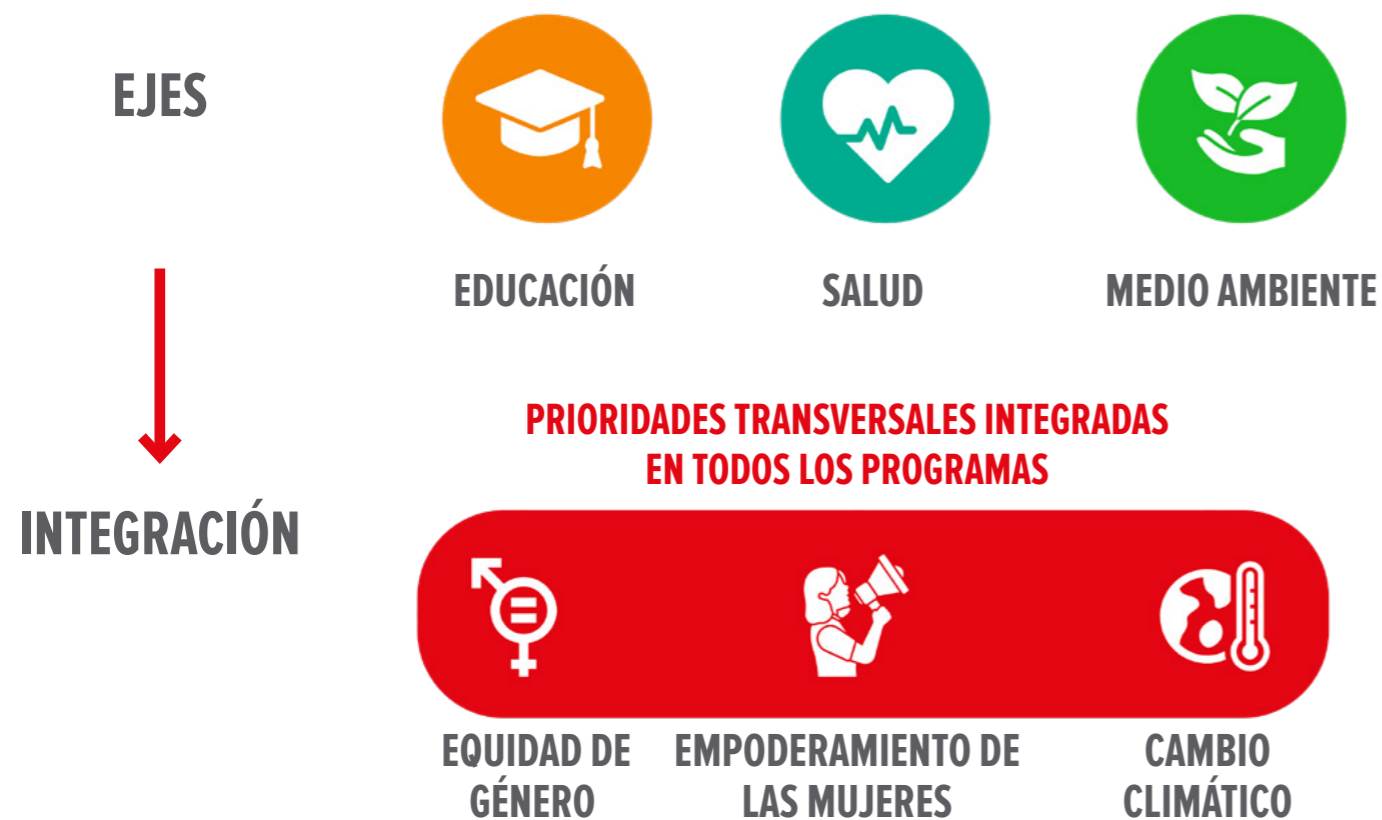 EJES
EDUCACIÓN
SALUD
MEDIO AMBIENTE
PRIORIDADES TRANSVERSALES INTEGRADAS
EN TODOS LOS PROGRAMAS
INTEGRACIÓN
EQUIDAD DE
GÉNERO
EMPODERAMIENTO DE
LAS MUJERES
CAMBIO
CLIMÁTICO